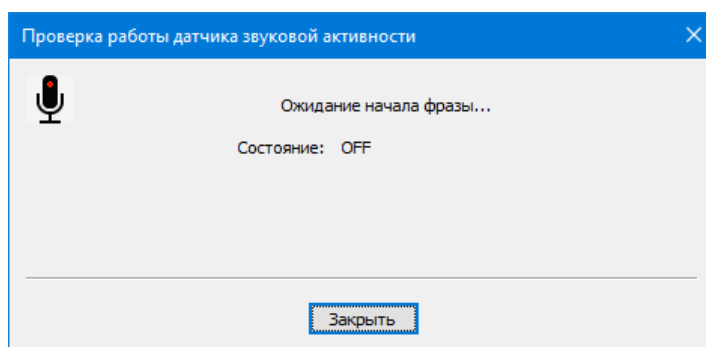 Проверка работы датчика звуковой активности
Ожидание начала фразы...
Состояние: OFF
Закрыть